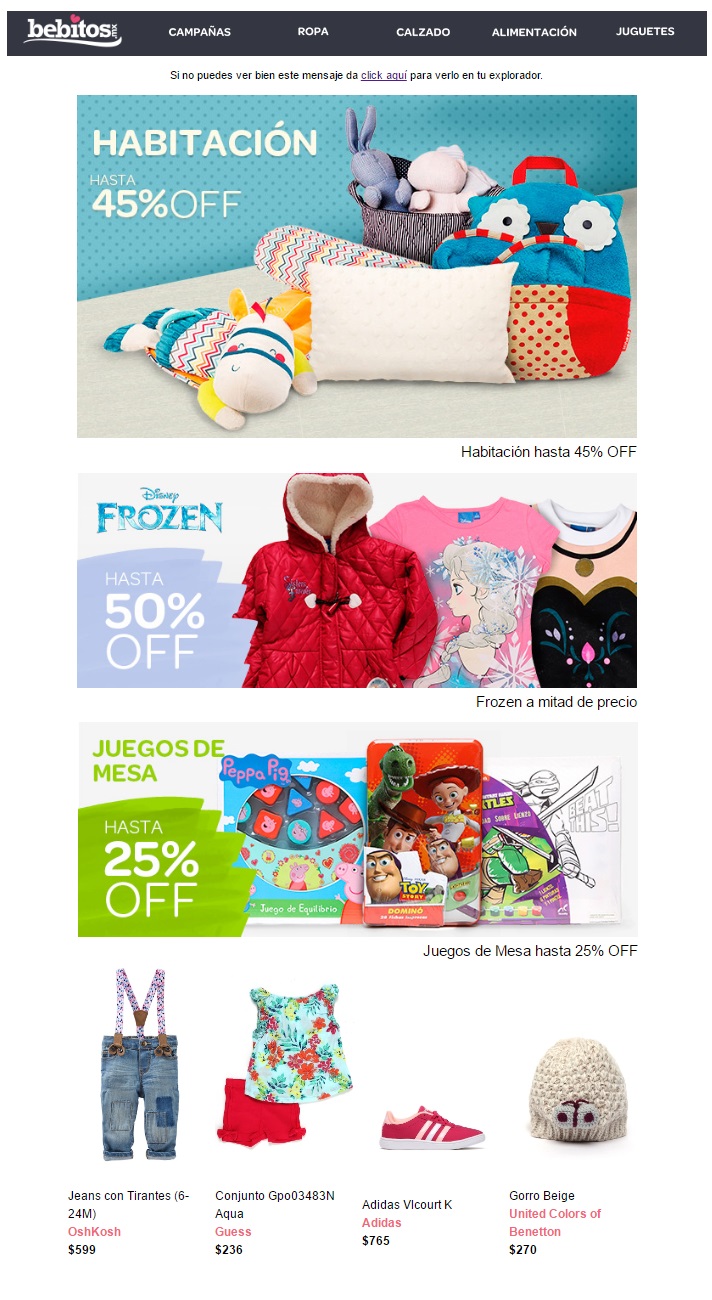 bebitos.mx
CAMPAÑAS ROPA CALZADO ALIMENTACIÓN JUGUETES
Si no puedes ver bien este mensaje da click aquí para verlo en tu explorador.
HABITACIÓN
HASTA
45%OFF
Habitación hasta 45% OFF
Disney
FROZEN
HASTA
50%
OFF
Frozen a mitad de precio
JUEGOS DE
MESA
HASTA
25%
OFF
Peppa Pig
Juego de Equilibrio
TOY
STORY
DOMINÓ
TURTLES
BEAT
THIS!
Juegos de Mesa hasta 25% OFF
Jeans con Tirantes (6-
24M)
OshKosh
$599
Conjunto Gpo03483N
Aqua
Guess
$236
Adidas Vlcourt K
Adidas
$765
Gorro Beige
United Colors of
Benetton
$270